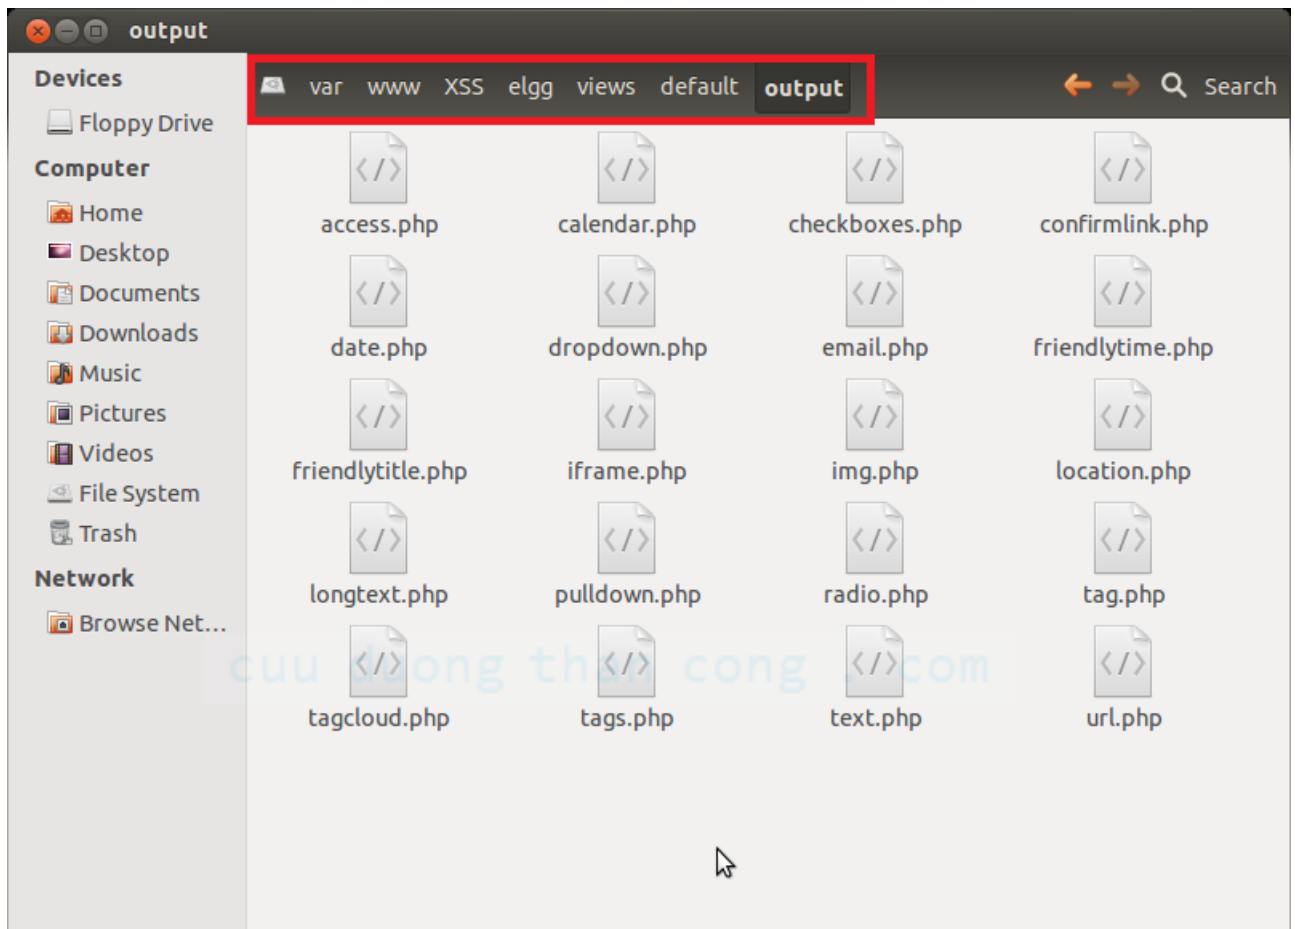 output
Devices
Floppy Drive
Computer
Home
Desktop
Documents
Downloads
Music
Pictures
Videos
File System
Trash
Network
Browse Net...
var www XSS elgg views default output
Search
access.php calendar.php checkboxes.php confirmlink.php
date.php dropdown.php email.php friendlytime.php
friendlytitle.php iframe.php img.php location.php
longtext.php pulldown.php radio.php tag.php
cuu duong than cong . com
tagcloud.php tags.php text.php url.php